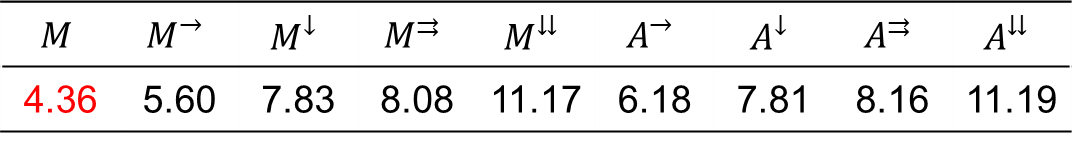 M M→ M↓ M⇉ M⇊ A→ A↓ A⇉ A⇊
4.36 5.60 7.83 8.08 11.17 6.18 7.81 8.16 11.19